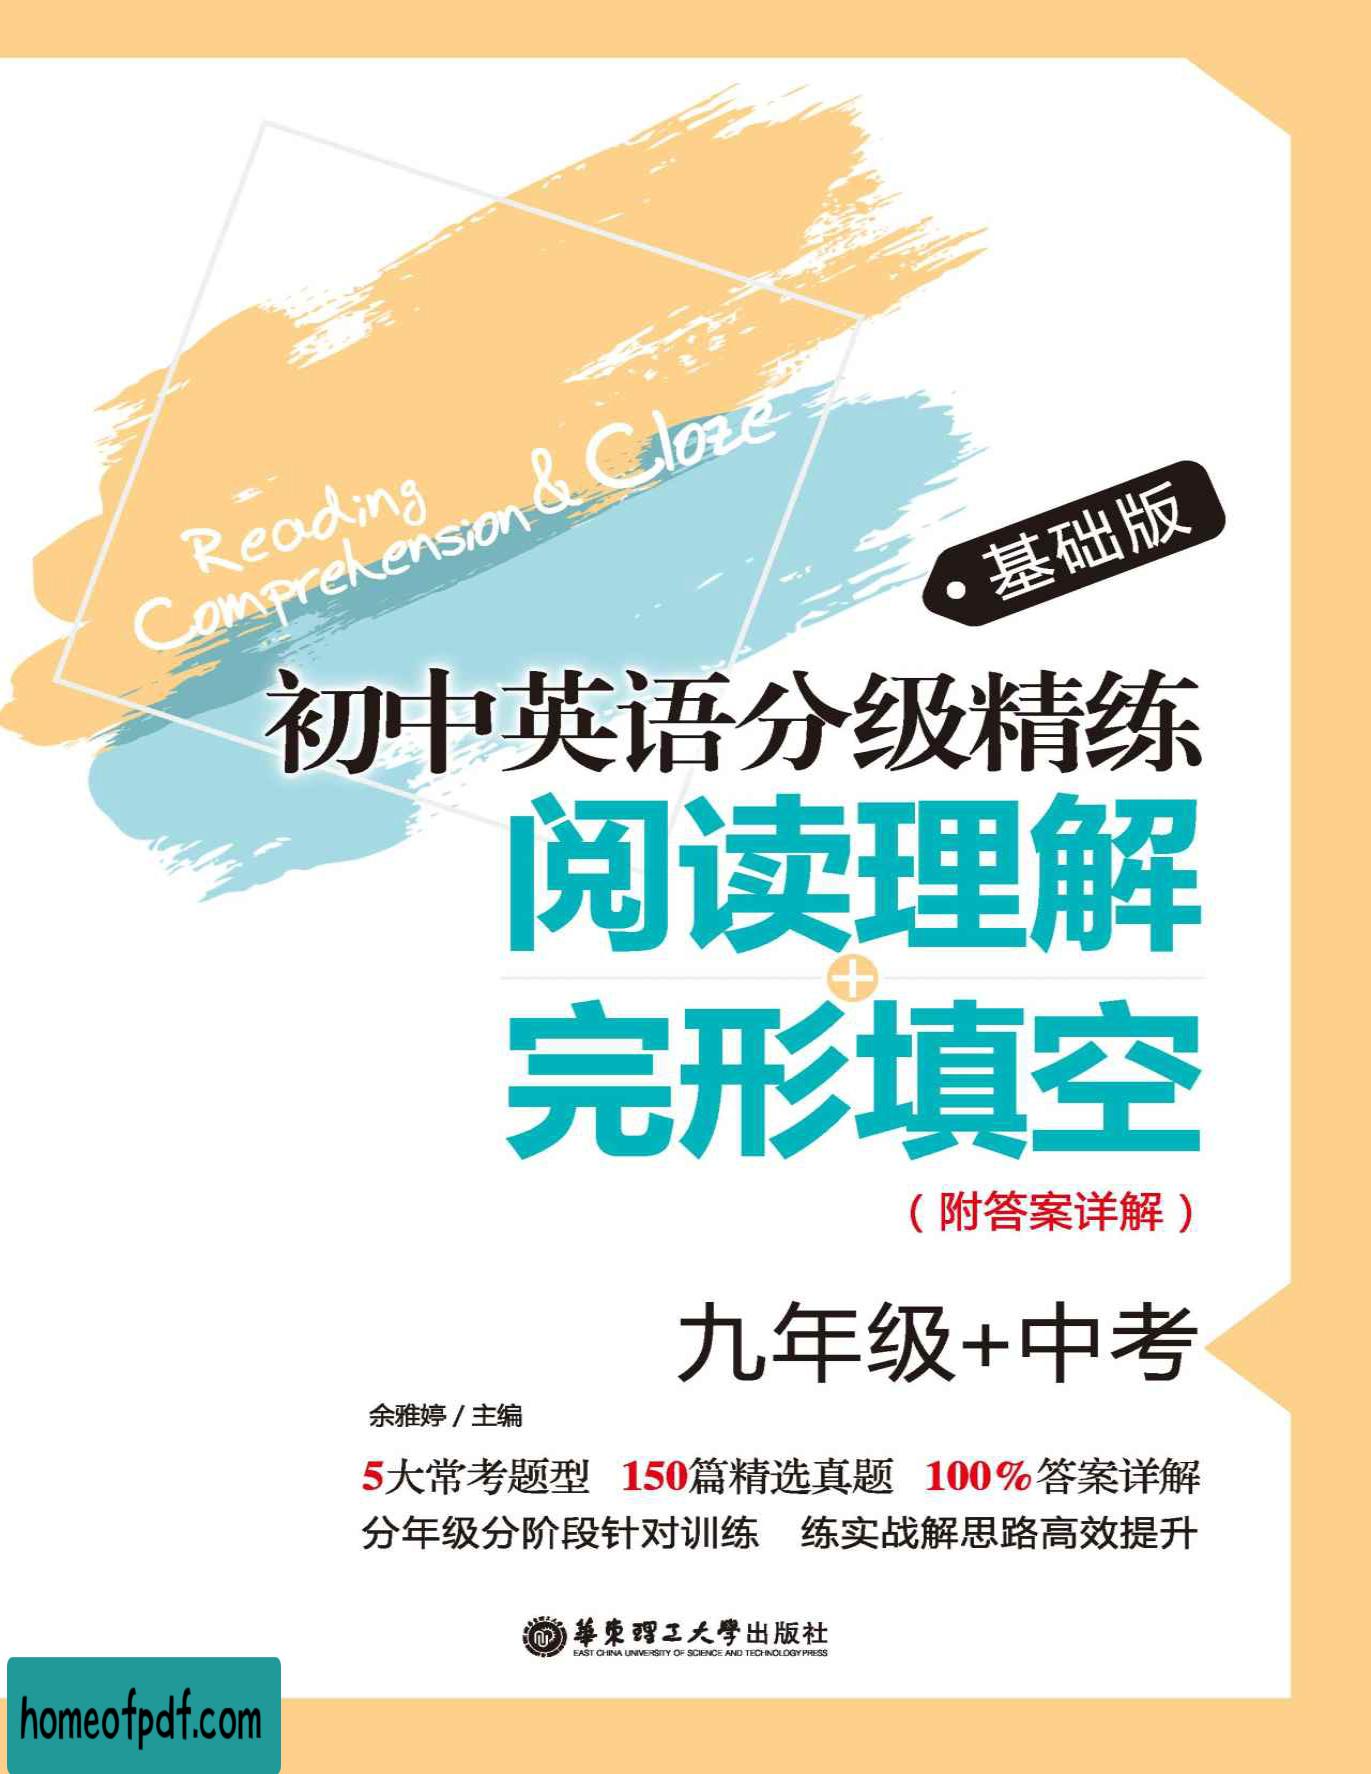 Reading
Comprehension & Cloze
基础版
初中英语分级精练
阅读理解
+
完形填空
（附答案详解）
九年级+中考
余雅婷 / 主编
5大常考题型 150篇精选真题 100%答案详解
分年级分阶段针对训练 练实战解思路高效提升
華東理工大學出版社
EAST CHINA UNIVERSITY OF SCIENCE AND TECHNOLOGY PRESS
homeofpdf.com